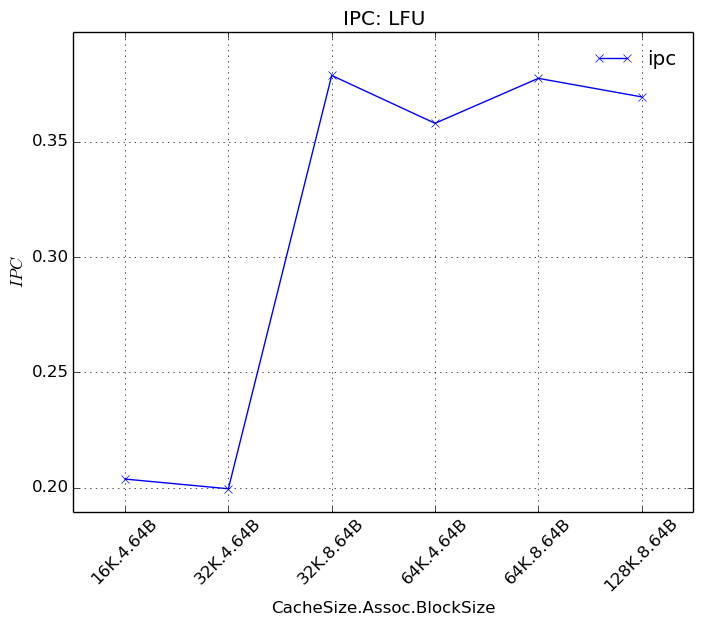 IPC: LFU
ipc
IPC
0.35
0.30
0.25
0.20
16K.4.64B
32K.4.64B
32K.8.64B
64K.4.64B
64K.8.64B
128K.8.64B
CacheSize.Assoc.BlockSize